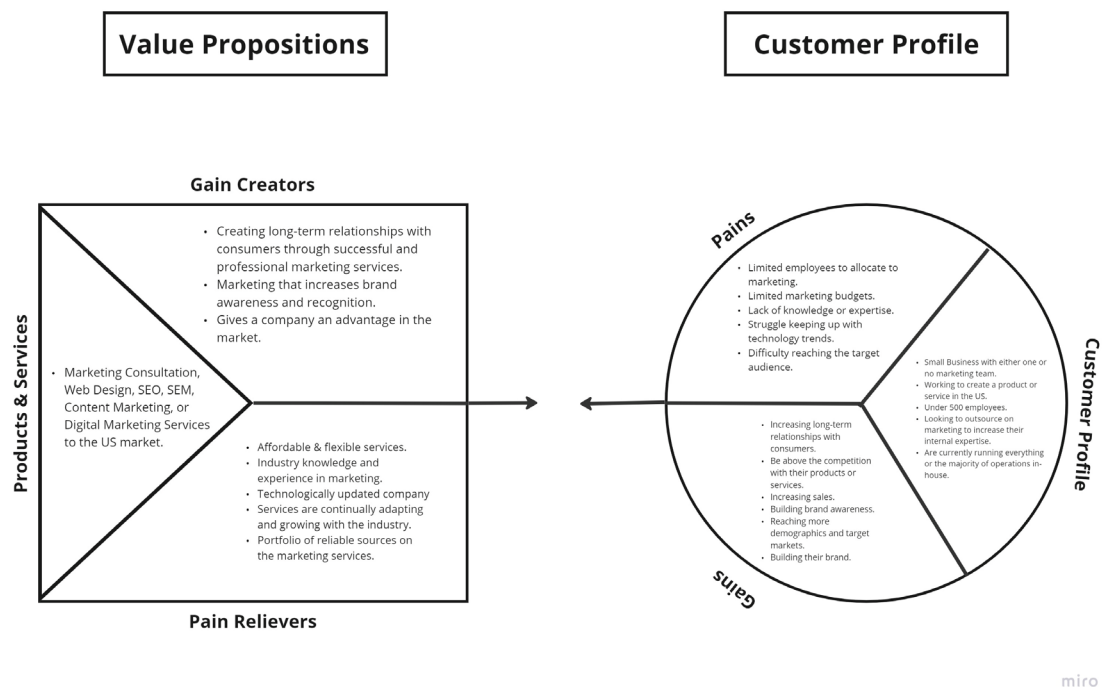 Value Propositions
Customer Profile
Gain Creators
• Creating long-term relationships with
consumers through successful and
professional marketing services.
• Marketing that increases brand
awareness and recognition.
• Gives a company an advantage in the
market.
Products & Services
• Marketing Consultation,
Web Design, SEO, SEM,
Content Marketing, or
Digital Marketing Services
to the US market.
• Affordable & flexible services.
• Industry knowledge and
experience in marketing.
• Technologically updated company
• Services are continually adapting
and growing with the industry.
• Portfolio of reliable sources on
the marketing services.
Pain Relievers
Pains
• Limited employees to allocate to
marketing.
• Limited marketing budgets.
• Lack of knowledge or expertise.
• Struggle keeping up with
technology trends.
• Difficulty reaching the target
audience.
• Increasing long-term
relationships with
consumers.
• Be above the competition
with their products or
services.
• Increasing sales.
• Building brand awareness.
• Reaching more
demographics and target
markets.
• Building their brand.
Gains
• Small Business with either one or
no marketing team.
• Working to create a product or
service in the US.
• Under 500 employees.
• Looking to outsource on
marketing to increase their
internal expertise.
• Are currently running everything
or the majority of operations in-
house.
Customer Profile
miro